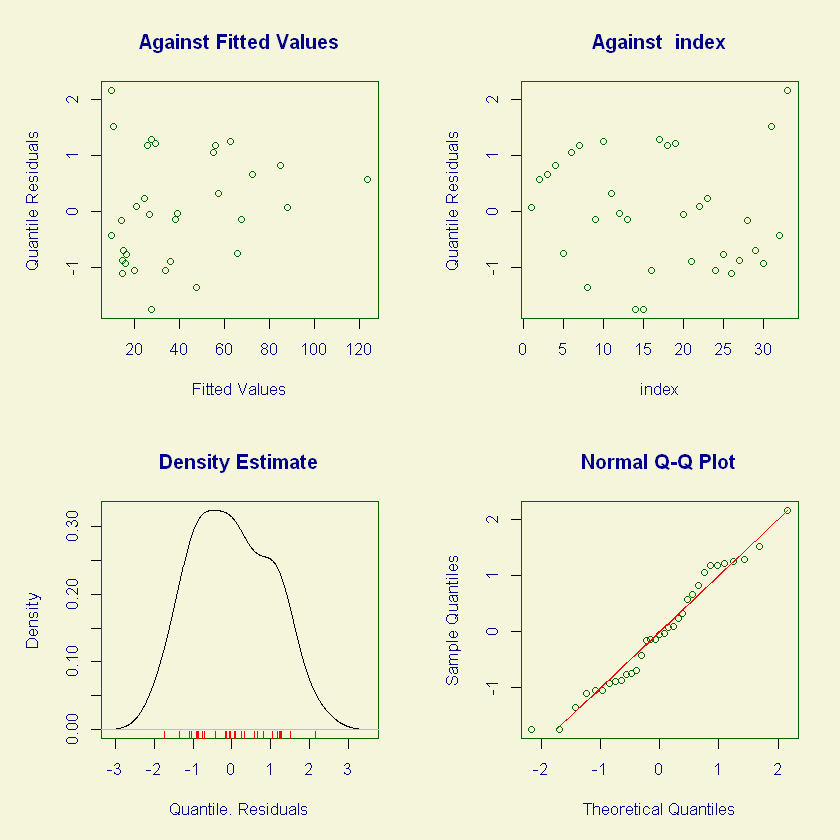 Against Fitted Values
Quantile Residuals
2
1
0
-1
20 40 60 80 100 120
Fitted Values
Against  index
Quantile Residuals
2
1
0
-1
0 5 10 15 20 25 30
index
Density Estimate
Density
0.30
0.20
0.10
0.00
-3 -2 -1 0 1 2 3
Quantile. Residuals
Normal Q-Q Plot
Sample Quantiles
2
1
0
-1
-2 -1 0 1 2
Theoretical Quantiles